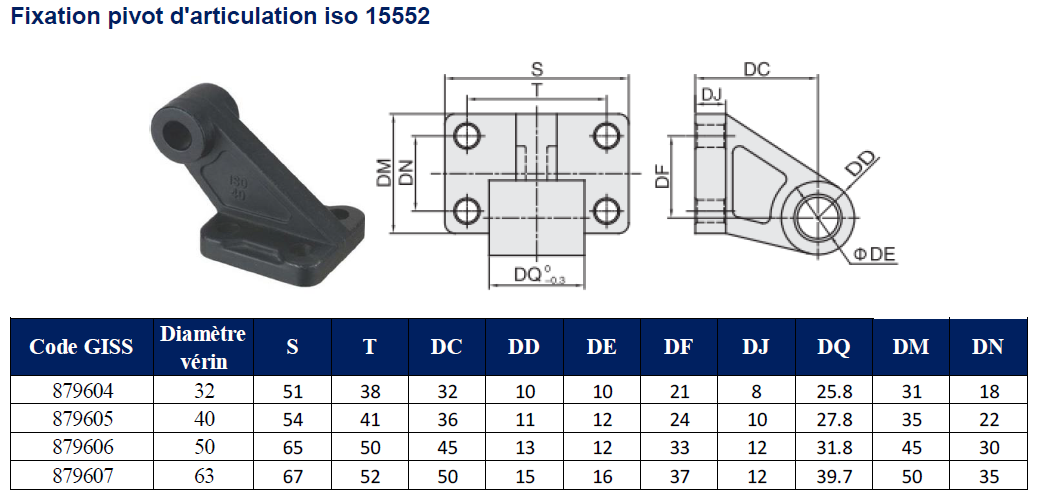 Fixation pivot d'articulation iso 15552
ISO
40
S
T
DM
DN
DQ 0 -0.3
DC
DJ
DF
DD
ΦDE
Code GISS Diamètre vérin S T DC DD DE DF DJ DQ DM DN
879604 32 51 38 32 10 10 21 8 25.8 31 18
879605 40 54 41 36 11 12 24 10 27.8 35 22
879606 50 65 50 45 13 12 33 12 31.8 45 30
879607 63 67 52 50 15 16 37 12 39.7 50 35